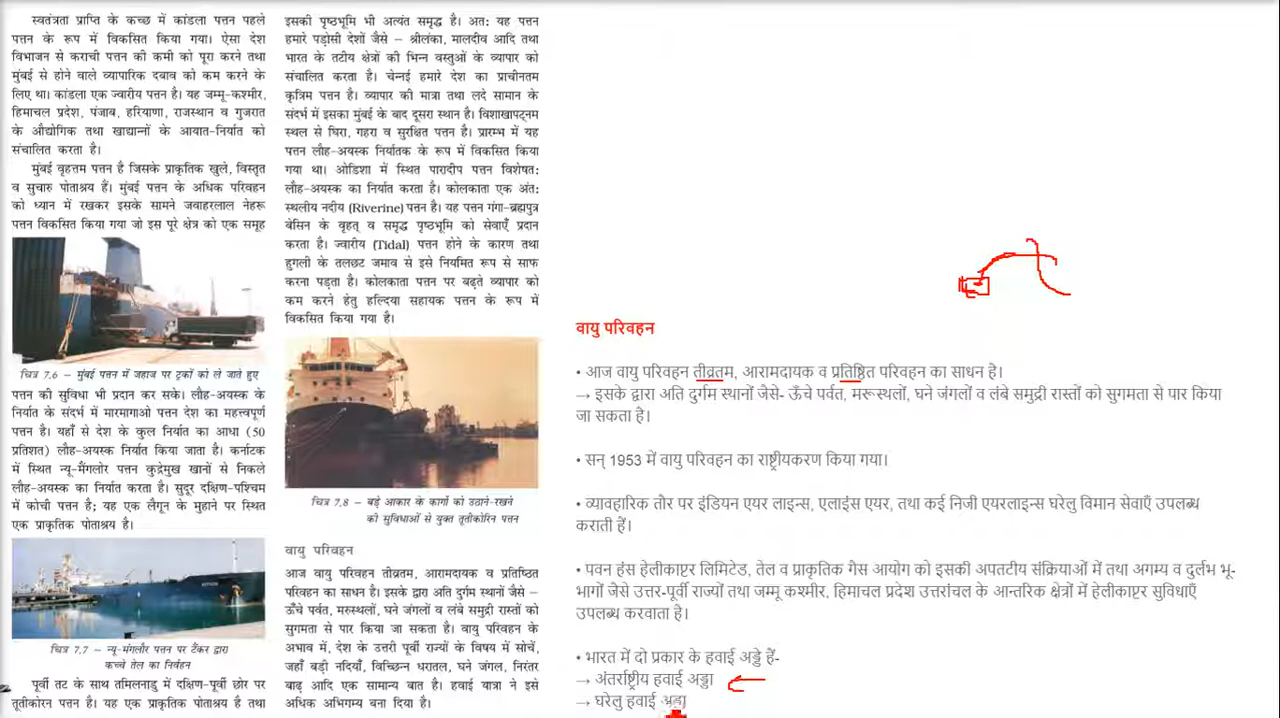 स्वतंत्रता प्राप्ति के कच्छ में कांडला पत्तन पहले
पत्तन के रूप में विकसित किया गया। ऐसा देश
विभाजन से कराची पत्तन की कमी को पूरा करने तथा
मुंबई से होने वाले व्यापारिक दबाव को कम करने के
लिए था। कांडला एक ज्वारीय पत्तन है। यह जम्मू-कश्मीर,
हिमाचल प्रदेश, पंजाब, हरियाणा, राजस्थान व गुजरात
के औद्योगिक तथा खाद्यान्नों के आयात-निर्यात को
संचालित करता है।
मुंबई वृहत्तम पत्तन है जिसके प्राकृतिक खुले, विस्तृत
व सुचारु पोताश्रय हैं। मुंबई पत्तन के अधिक परिवहन
को ध्यान में रखकर इसके सामने जवाहरलाल नेहरू
पत्तन विकसित किया गया जो इस पूरे क्षेत्र को एक समूह
चित्र 7.6 – मुंबई पत्तन में जहाज पर ट्रकों को ले जाते हुए
पत्तन की सुविधा भी प्रदान कर सके। लौह-अयस्क के
निर्यात के संदर्भ में मारमागाओ पत्तन देश का महत्त्वपूर्ण
पत्तन है। यहाँ से देश के कुल निर्यात का आधा (50
प्रतिशत) लौह-अयस्क निर्यात किया जाता है। कर्नाटक
में स्थित न्यू-मैंगलोर पत्तन कुद्रेमुख खानों से निकले
लौह-अयस्क का निर्यात करता है। सुदूर दक्षिण-पश्चिम
में कोची पत्तन है; यह एक लैगून के मुहाने पर स्थित
एक प्राकृतिक पोताश्रय है।
चित्र 7.7 – न्यू-मंगलौर पत्तन पर टैंकर द्वारा
कच्चे तेल का निर्वहन
पूर्वी तट के साथ तमिलनाडु में दक्षिण-पूर्वी छोर पर
तूतीकोरिन पत्तन है। यह एक प्राकृतिक पोताश्रय है तथा
इसकी पृष्ठभूमि भी अत्यंत समृद्ध है। अत: यह पत्तन
हमारे पड़ोसी देशों जैसे – श्रीलंका, मालदीव आदि तथा
भारत के तटीय क्षेत्रों की भिन्न वस्तुओं के व्यापार को
संचालित करता है। चेन्नई हमारे देश का प्राचीनतम
कृत्रिम पत्तन है। व्यापार की मात्रा तथा लदे सामान के
संदर्भ में इसका मुंबई के बाद दूसरा स्थान है। विशाखापट्नम
स्थल से घिरा, गहरा व सुरक्षित पत्तन है। प्रारम्भ में यह
पत्तन लौह-अयस्क निर्यातक के रूप में विकसित किया
गया था। ओडिशा में स्थित पारादीप पत्तन विशेषत:
लौह-अयस्क का निर्यात करता है। कोलकाता एक अंत:
स्थलीय नदीय (Riverine) पत्तन है। यह पत्तन गंगा-ब्रह्मपुत्र
बेसिन के वृहत् व समृद्ध पृष्ठभूमि को सेवाएँ प्रदान
करता है। ज्वारीय (Tidal) पत्तन होने के कारण तथा
हुगली के तलछट जमाव से इसे नियमित रूप से साफ
करना पड़ता है। कोलकाता पत्तन पर बढ़ते व्यापार को
कम करने हेतु हल्दिया सहायक पत्तन के रूप में
विकसित किया गया है।
चित्र 7.8 – बड़े आकार के कार्गो को उठाने-रखने
की सुविधाओं से युक्त तूतीकोरिन पत्तन
वायु परिवहन
आज वायु परिवहन तीव्रतम, आरामदायक व प्रतिष्ठित
परिवहन का साधन है। इसके द्वारा अति दुर्गम स्थानों जैसे –
ऊँचे पर्वत, मरुस्थलों, घने जंगलों व लंबे समुद्री रास्तों को
सुगमता से पार किया जा सकता है। वायु परिवहन के
अभाव में, देश के उत्तरी पूर्वी राज्यों के विषय में सोचें,
जहाँ बड़ी नदियाँ, विच्छिन्न धरातल, घने जंगल, निरंतर
बाढ़ आदि एक सामान्य बात है। हवाई यात्रा ने इसे
अधिक अभिगम्य बना दिया है।
वायु परिवहन
• आज वायु परिवहन तीव्रतम, आरामदायक व प्रतिष्ठित परिवहन का साधन है।
→ इसके द्वारा अति दुर्गम स्थानों जैसे- ऊँचे पर्वत, मरूस्थलों, घने जंगलों व लंबे समुद्री रास्तों को सुगमता से पार किया
जा सकता है।
• सन् 1953 में वायु परिवहन का राष्ट्रीयकरण किया गया।
• व्यावहारिक तौर पर इंडियन एयर लाइन्स, एलाईस एयर, तथा कई निजी एयरलाइन्स घरेलु विमान सेवाएँ उपलब्ध
कराती हैं।
• पवन हंस हेलीकाप्टर लिमिटेड, तेल व प्राकृतिक गैस आयोग को इसकी अपतटीय संक्रियाओं में तथा अगम्य व दुर्लभ भू-
भागों जैसे उत्तर-पूर्वी राज्यों तथा जम्मू कश्मीर, हिमाचल प्रदेश उत्तरांचल के आन्तरिक क्षेत्रों में हेलीकाप्टर सुविधाएँ
उपलब्ध करवाता है।
• भारत में दो प्रकार के हवाई अड्डे हैं-
→ अंतर्राष्ट्रीय हवाई अड्डा
→ घरेलु हवाई अड्डा